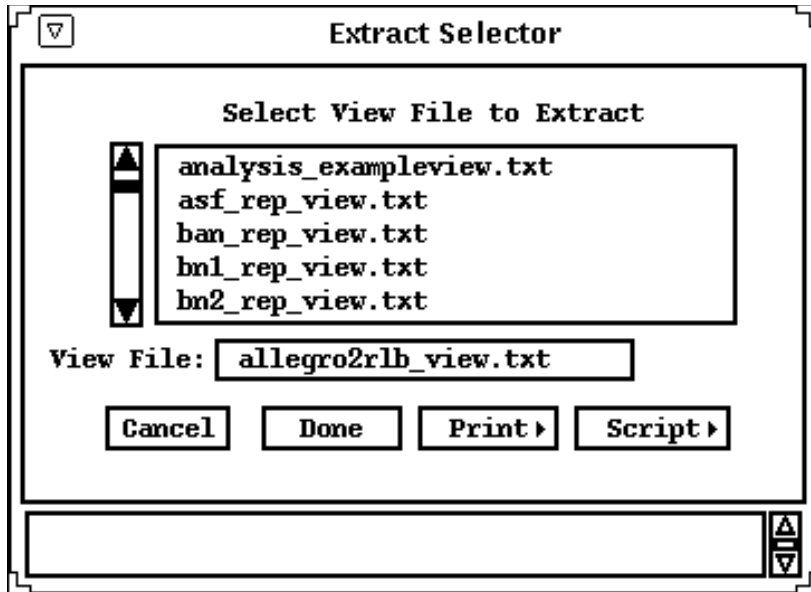 Extract Selector
Select View File to Extract
analysis_exampleview.txt
asf_rep_view.txt
ban_rep_view.txt
bn1_rep_view.txt
bn2_rep_view.txt
View File: allegro2rlb_view.txt
Cancel Done Print Script